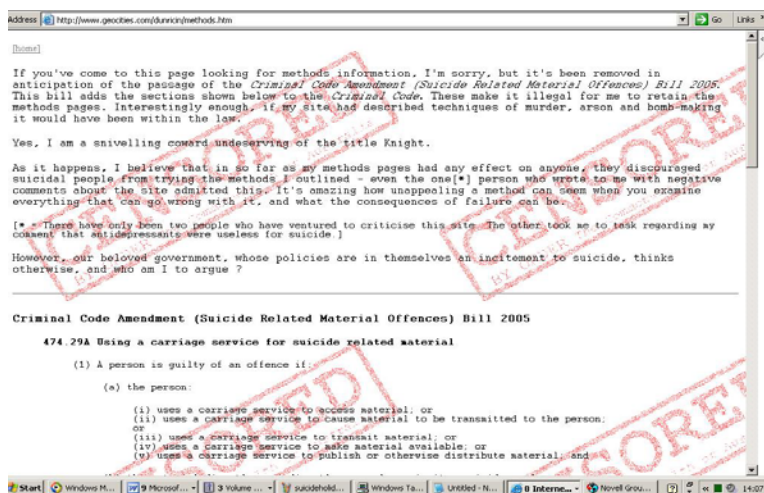 Address http://www.geocities.com/dunricin/methods.htm Go Links
[home]
If you've come to this page looking for methods information, I'm sorry, but it's been removed in
anticipation of the passage of the Criminal Code Amendment (Suicide Related Material Offences) Bill 2005.
This bill adds the sections shown below to the Criminal Code. These make it illegal for me to retain the
methods pages. Interestingly enough, if my site had described techniques of murder, arson and bomb-making
it would have been within the law.
Yes, I am a snivelling coward undeserving of the title Knight.
As it happens, I believe that in so far as my methods pages had any effect on anyone, they discouraged
suicidal people from trying the methods I outlined - even the one[*] person who wrote to me with negative
comments about the site admitted this. It's amazing how unappealing a method can seem when you examine
everything that can go wrong with it, and what the consequences of failure can be.
[* - There have only been two people who have ventured to criticise this site. The other took me to task regarding my
comment that antidepressants were useless for suicide.]
However, our beloved government, whose policies are in themselves an incitement to suicide, thinks
otherwise, and who am I to argue ?
CENSORED
CENSORED
Criminal Code Amendment (Suicide Related Material Offences) Bill 2005
474.29A Using a carriage service for suicide related material
(1) A person is guilty of an offence if:
(a) the person:
(i) uses a carriage service to access material; or
(ii) uses a carriage service to cause material to be transmitted to the person;
or
(iii) uses a carriage service to transmit material; or
(iv) uses a carriage service to make material available; or
(v) uses a carriage service to publish or otherwise distribute material; and
Start Windows M... 9 Microsof... 3 Volume ... suicidehold... Windows Ta... Untitled - N... 8 Interne... Novell Grou... 14:07